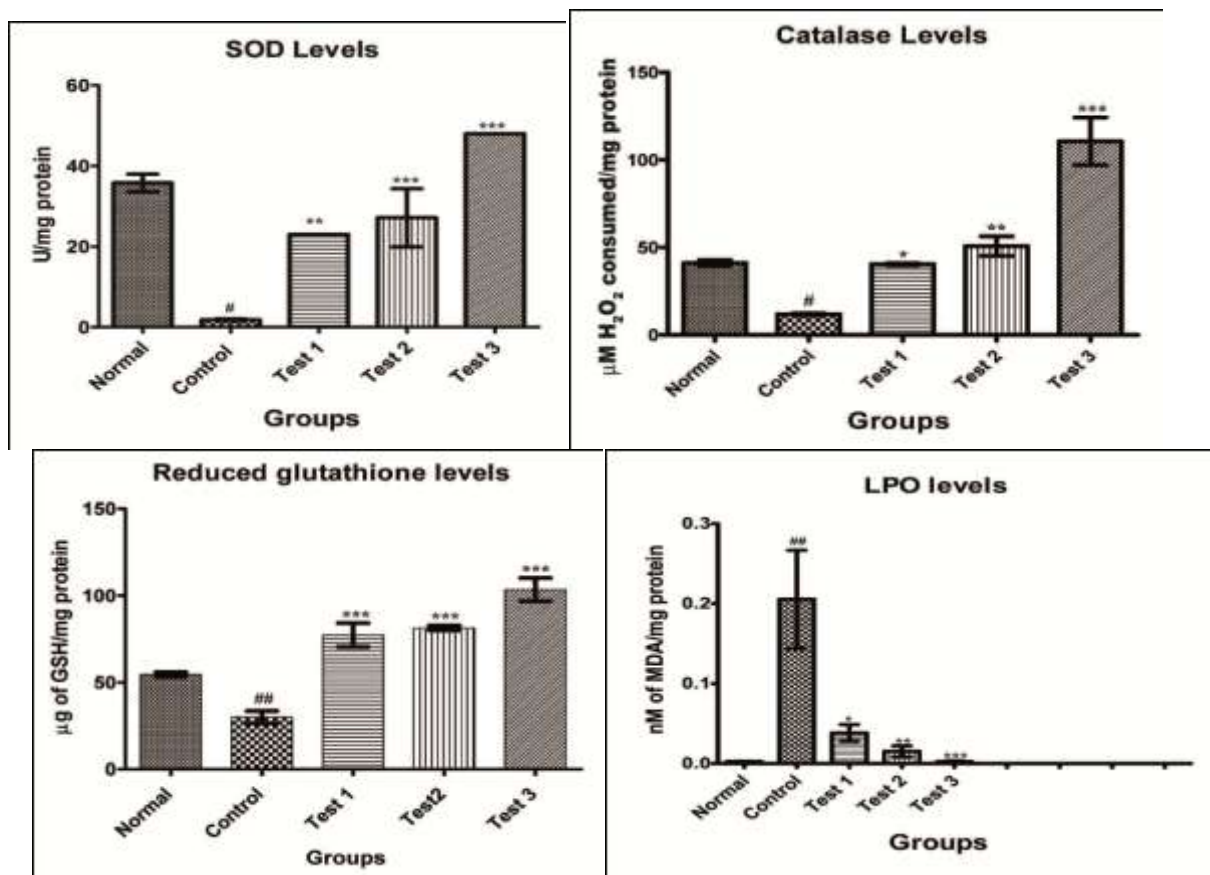 SOD Levels
U/mg protein
60
40
20
0
#
**
***
***
Normal
Control
Test 1
Test 2
Test 3
Groups
Catalase Levels
µM H₂O₂ consumed/mg protein
150
100
50
0
#
*
**
***
Normal
Control
Test 1
Test 2
Test 3
Groups
Reduced glutathione levels
µg of GSH/mg protein
150
100
50
0
##
***
***
***
Normal
Control
Test 1
Test2
Test 3
Groups
LPO levels
nM of MDA/mg protein
0.3
0.2
0.1
0.0
##
*
**
***
Normal
Control
Test 1
Test 2
Test 3
Groups